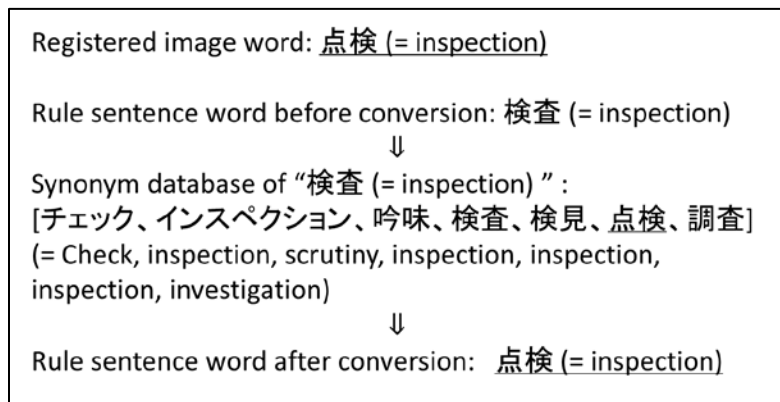 Registered image word: 点検 (= inspection)
Rule sentence word before conversion: 検査 (= inspection)
⇓
Synonym database of “検査 (= inspection) ” :
[チェック、インスペクション、吟味、検査、検見、点検、調査]
(= Check, inspection, scrutiny, inspection, inspection,
inspection, investigation)
⇓
Rule sentence word after conversion: 点検 (= inspection)